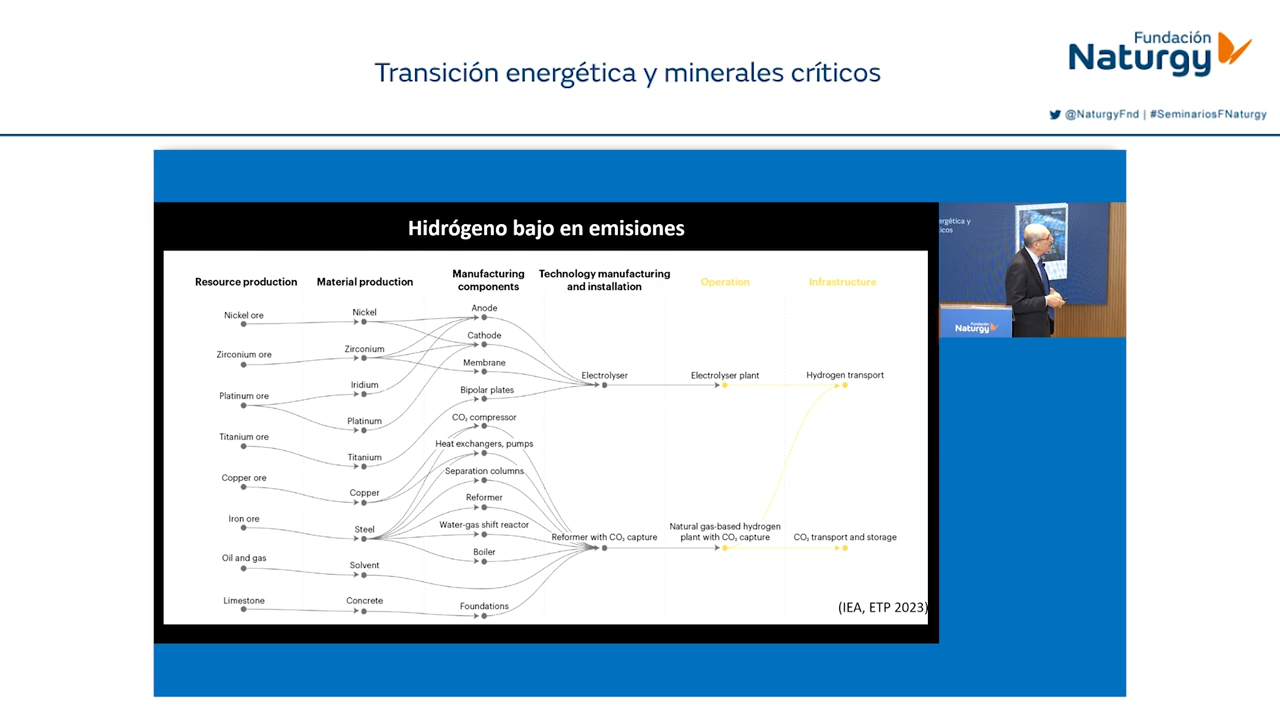 Transición energética y minerales críticos
Fundación
Naturgy
@NaturgyFnd | #SeminariosFNaturgy
Hidrógeno bajo en emisiones
Resource production
Material production
Manufacturing
components
Technology manufacturing
and installation
Operation
Infrastructure
Nickel ore
Zirconium ore
Platinum ore
Titanium ore
Copper ore
Iron ore
Oil and gas
Limestone
Nickel
Zirconium
Iridium
Platinum
Titanium
Copper
Steel
Solvent
Concrete
Anode
Cathode
Membrane
Bipolar plates
CO₂ compressor
Heat exchangers, pumps
Separation columns
Reformer
Water-gas shift reactor
Boiler
Foundations
Electrolyser
Reformer with CO₂ capture
Electrolyser plant
Natural gas-based hydrogen
plant with CO₂ capture
Hydrogen transport
CO₂ transport and storage
(IEA, ETP 2023)
ergética y
icos
Fundación
Naturgy